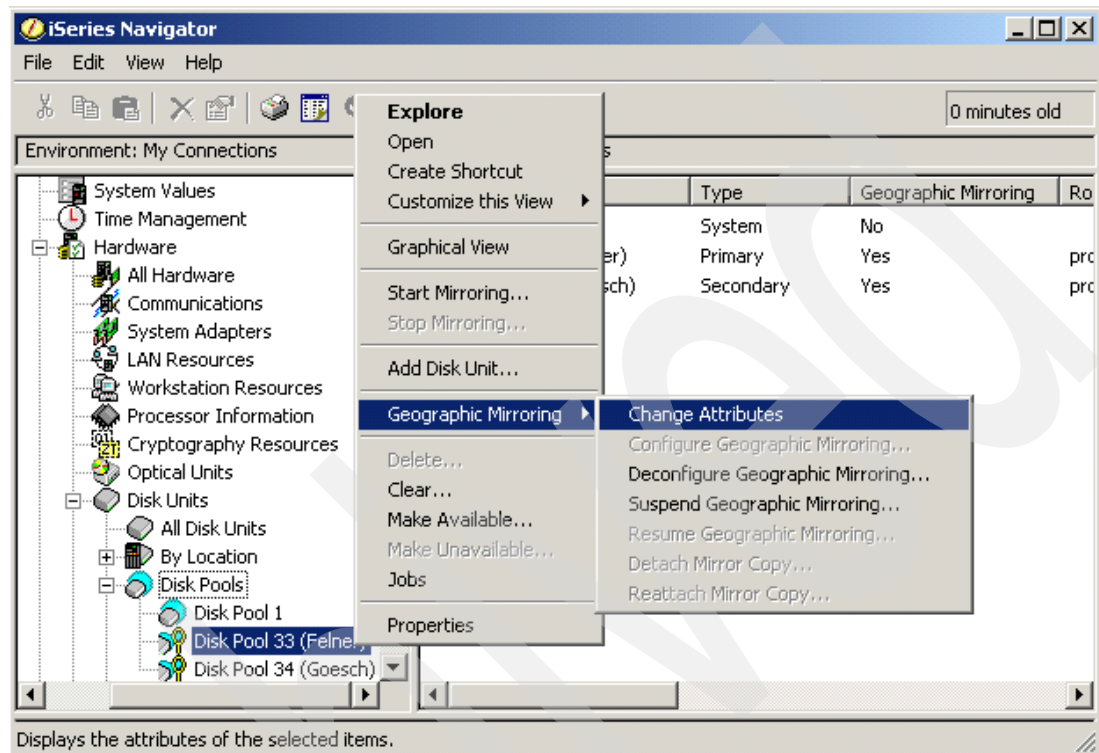 iSeries Navigator
File Edit View Help
0 minutes old
Environment: My Connections
System Values
Time Management
Hardware
All Hardware
Communications
System Adapters
LAN Resources
Workstation Resources
Processor Information
Cryptography Resources
Optical Units
Disk Units
All Disk Units
By Location
Disk Pools
Disk Pool 1
Disk Pool 33 (Felner)
Disk Pool 34 (Goesch)
Explore
Open
Create Shortcut
Customize this View
Graphical View
Start Mirroring...
Stop Mirroring...
Add Disk Unit...
Geographic Mirroring
Delete...
Clear...
Make Available...
Make Unavailable...
Jobs
Properties
Change Attributes
Configure Geographic Mirroring...
Deconfigure Geographic Mirroring...
Suspend Geographic Mirroring...
Resume Geographic Mirroring...
Detach Mirror Copy...
Reattach Mirror Copy...
Type Geographic Mirroring Ro
System No
er) Primary Yes pro
sch) Secondary Yes pro
Displays the attributes of the selected items.